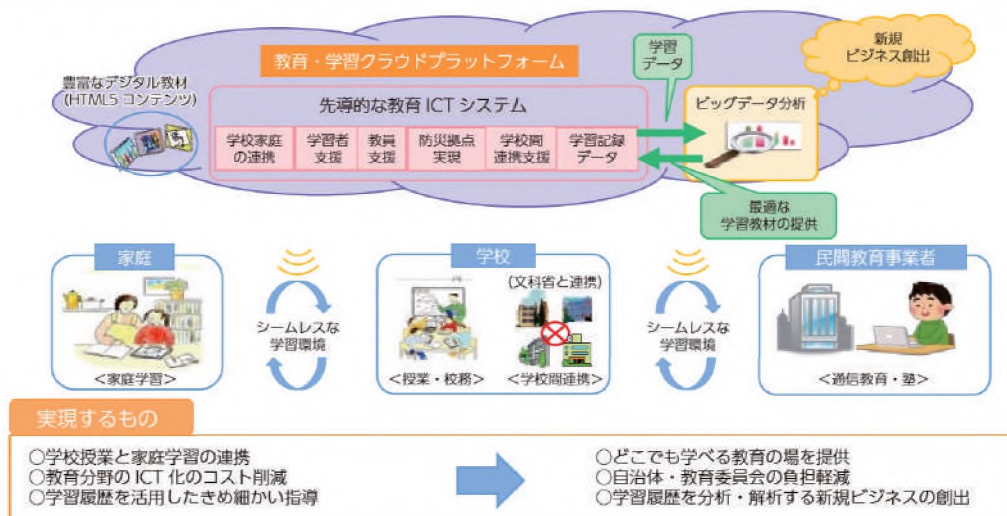 新規
ビジネス創出
学習
データ
教育・学習クラウドプラットフォーム
豊富なデジタル教材
(HTML5 コンテンツ)
先導的な教育 ICT システム
ビッグデータ分析
学校家庭
の連携
学習者
支援
教員
支援
防災拠点
実現
学校間
連携支援
学習記録
データ
最適な
学習教材の提供
家庭
<家庭学習>
シームレスな
学習環境
学校
(文科省と連携)
<授業・校務>
<学校間連携>
シームレスな
学習環境
民間教育事業者
<通信教育・塾>
実現するもの
○学校授業と家庭学習の連携
○教育分野の ICT 化のコスト削減
○学習履歴を活用したきめ細かい指導
○どこでも学べる教育の場を提供
○自治体・教育委員会の負担軽減
○学習履歴を分析・解析する新規ビジネスの創出